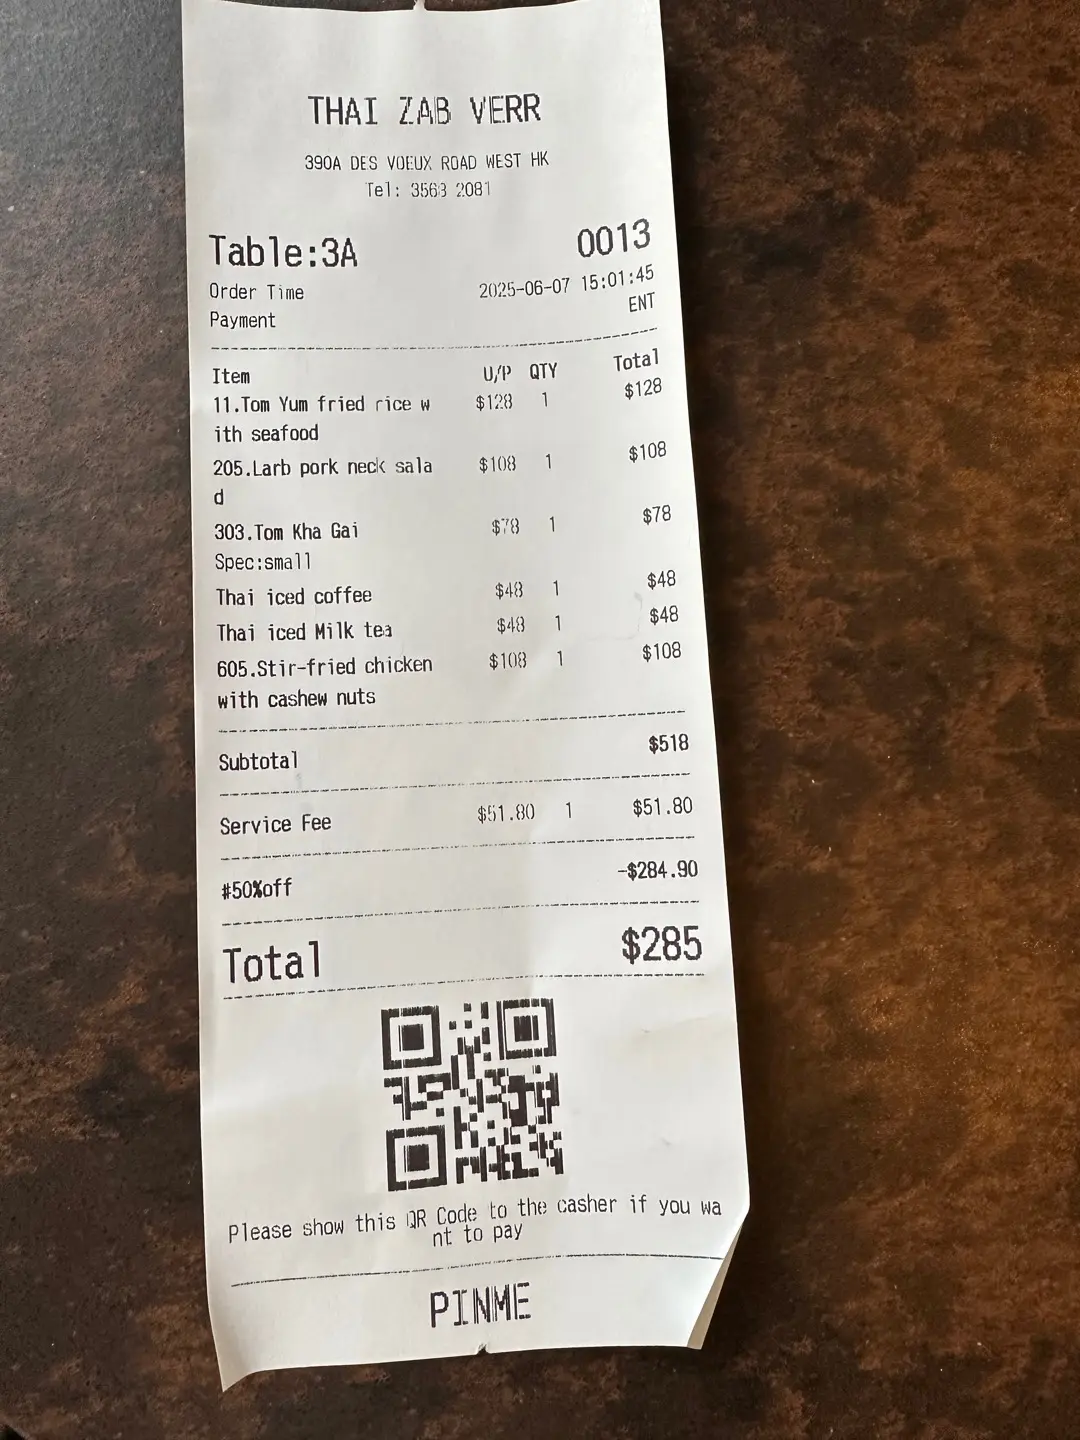 THAI ZAB VERR
390A DES VOEUX ROAD WEST HK
Tel: 3563 2081
Table:3A 0013
Order Time 2025-06-07 15:01:45
Payment ENT
Item U/P QTY Total
11.Tom Yum fried rice w $128 1 $128
ith seafood
205.Larb pork neck sala $108 1 $108
d
303.Tom Kha Gai $78 1 $78
Spec:small
Thai iced coffee $48 1 $48
Thai iced Milk tea $48 1 $48
605.Stir-fried chicken $108 1 $108
with cashew nuts
Subtotal $518
Service Fee $51.80 1 $51.80
#50%off -$284.90
Total $285
Please show this QR Code to the casher if you wa
nt to pay
PINME